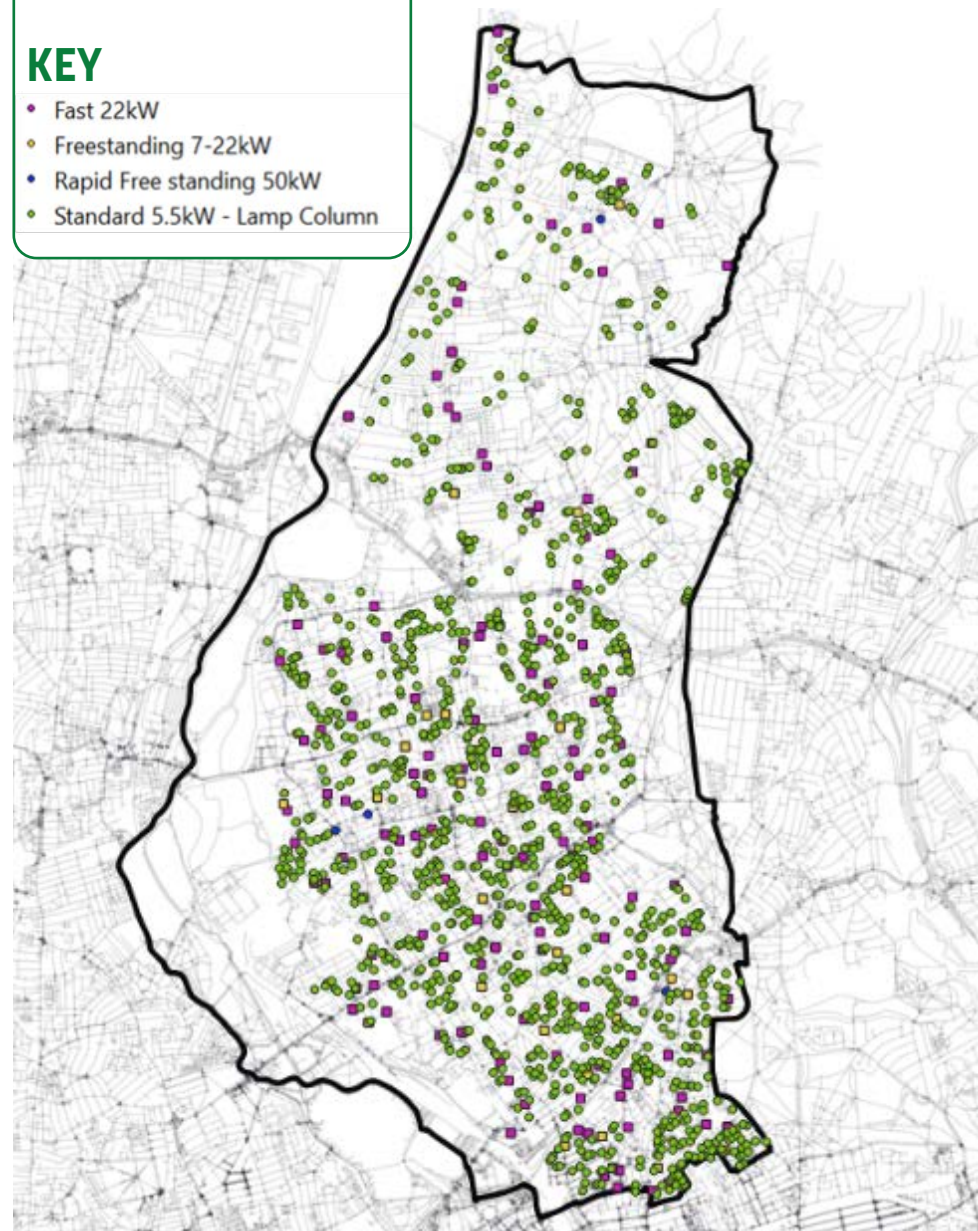 KEY
Fast 22kW
Freestanding 7-22kW
Rapid Free standing 50kW
Standard 5.5kW - Lamp Column